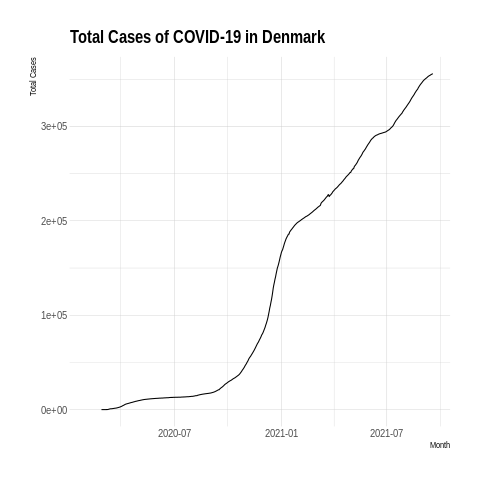 Total Cases of COVID-19 in Denmark
Total Cases
3e+05
2e+05
1e+05
0e+00
2020-07
2021-01
2021-07
Month